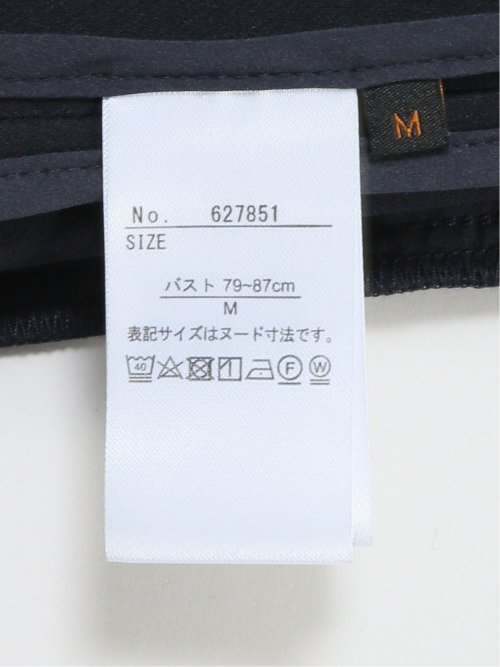 M
No. 627851
SIZE
バスト 79~87cm
M
表記サイズはヌード寸法です。
40 F W